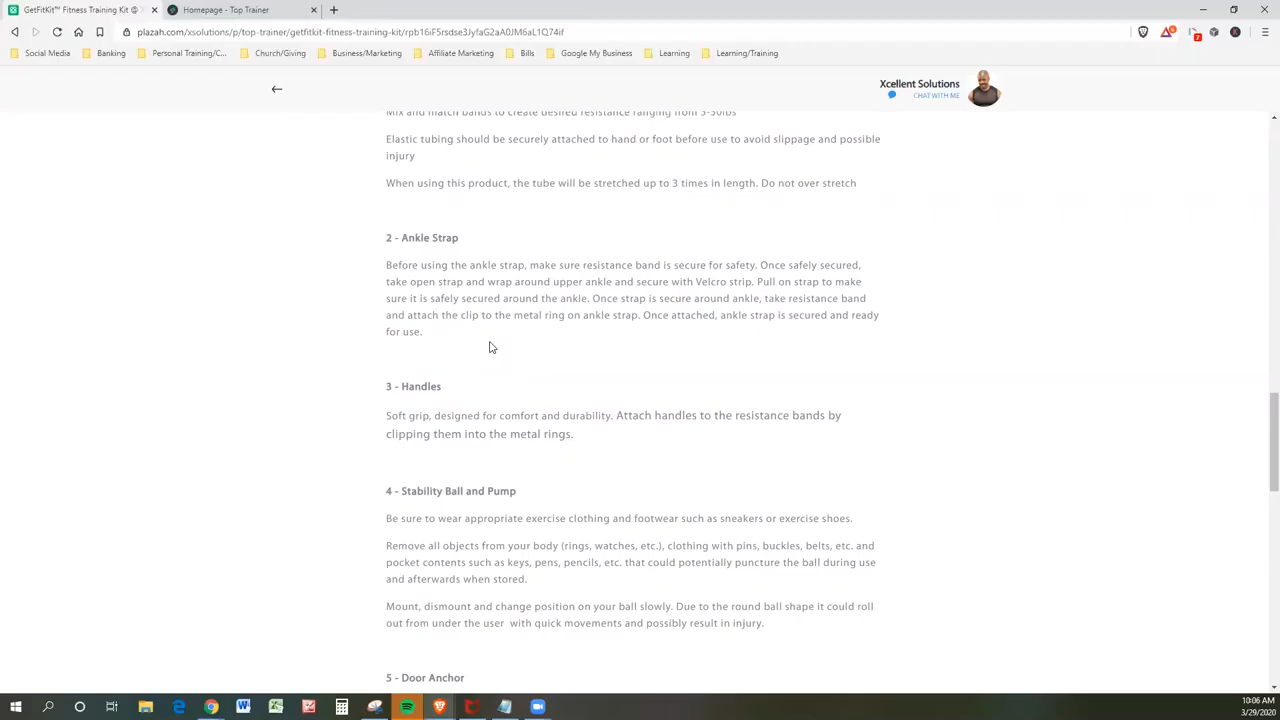 GetFitKit™ Fitness Training Kit @
Homepage - Top Trainer
plazah.com/xsolutions/p/top-trainer/getfitkit-fitness-training-kit/rpb16iF5rsdse3JyfaG2aA0JM6aL1Q74if
Social Media Banking Personal Training/C... Church/Giving Business/Marketing Affiliate Marketing Bills Google My Business Learning Learning/Training
Xcellent Solutions
CHAT WITH ME
Mix and match bands to create desired resistance ranging from 5-50lbs
Elastic tubing should be securely attached to hand or foot before use to avoid slippage and possible
injury
When using this product, the tube will be stretched up to 3 times in length. Do not over stretch
2 - Ankle Strap
Before using the ankle strap, make sure resistance band is secure for safety. Once safely secured,
take open strap and wrap around upper ankle and secure with Velcro strip. Pull on strap to make
sure it is safely secured around the ankle. Once strap is secure around ankle, take resistance band
and attach the clip to the metal ring on ankle strap. Once attached, ankle strap is secured and ready
for use.
3 - Handles
Soft grip, designed for comfort and durability. Attach handles to the resistance bands by
clipping them into the metal rings.
4 - Stability Ball and Pump
Be sure to wear appropriate exercise clothing and footwear such as sneakers or exercise shoes.
Remove all objects from your body (rings, watches, etc.), clothing with pins, buckles, belts, etc. and
pocket contents such as keys, pens, pencils, etc. that could potentially puncture the ball during use
and afterwards when stored.
Mount, dismount and change position on your ball slowly. Due to the round ball shape it could roll
out from under the user with quick movements and possibly result in injury.
5 - Door Anchor
10:06 AM
3/29/2020